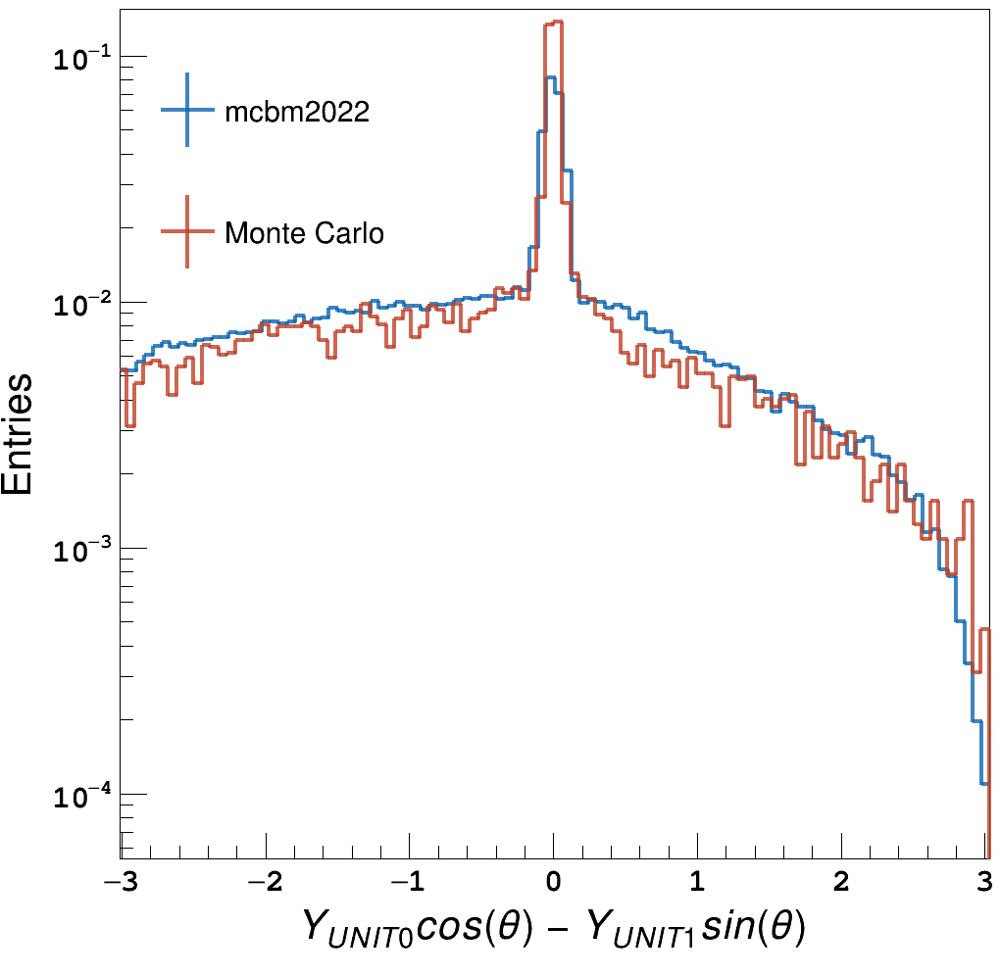 10⁻¹
mcbm2022
Monte Carlo
10⁻²
Entries
10⁻³
10⁻⁴
−3 −2 −1 0 1 2 3
Y_UNIT0 cos(θ) − Y_UNIT1 sin(θ)